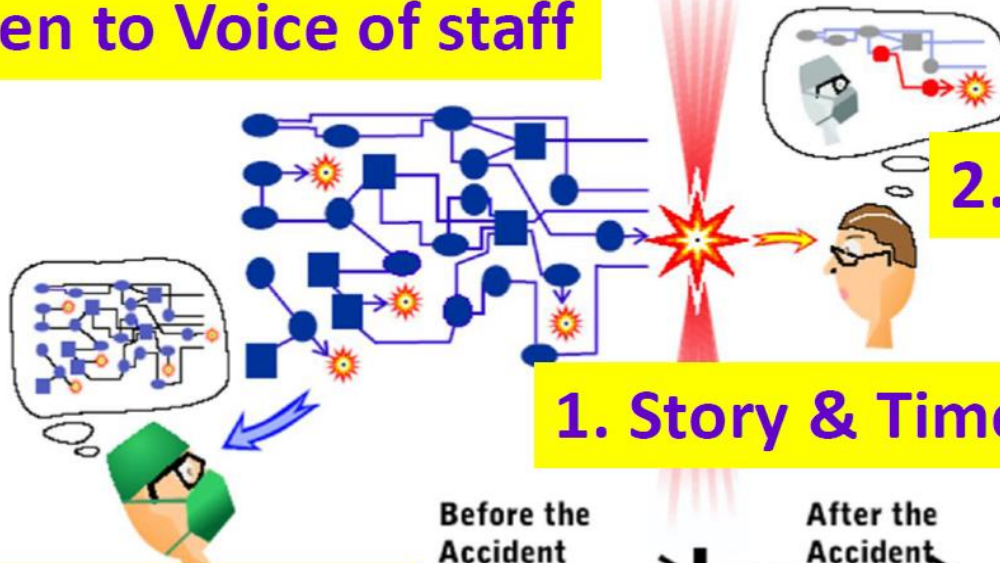 en to Voice of staff
2.
1. Story & Time
Before the
Accident
After the
Accident